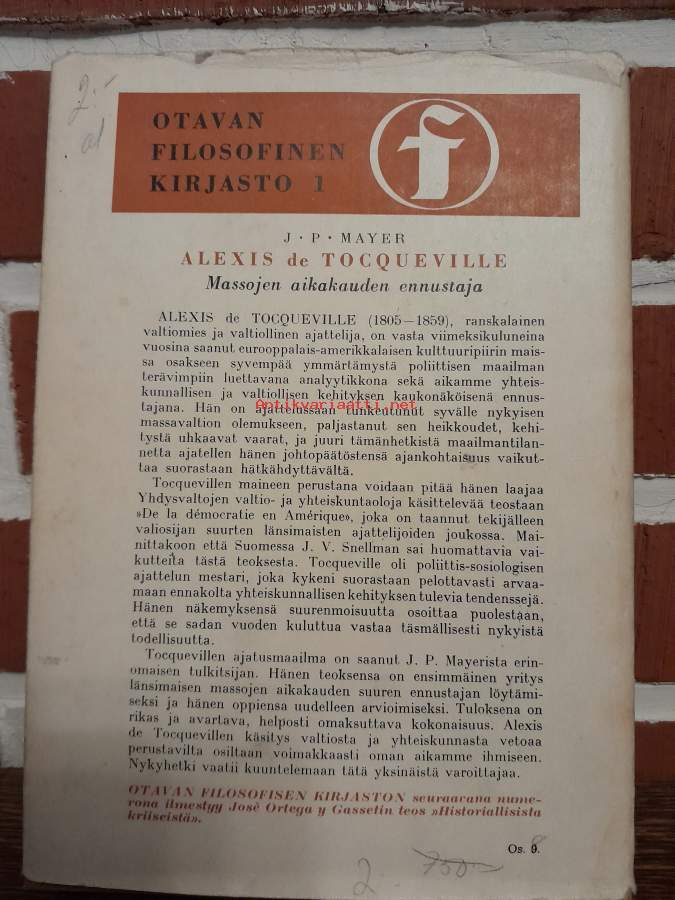 2:-
OTAVAN
FILOSOFINEN
KIRJASTO 1
f
J · P · MAYER
ALEXIS de TOCQUEVILLE
Massojen aikakauden ennustaja
ALEXIS de TOCQUEVILLE (1805—1859), ranskalainen
valtiomies ja valtiollinen ajattelija, on vasta viimeksikuluneina
vuosina saanut eurooppalais-amerikkalaisen kulttuuripiirin mais-
sa osakseen syvempää ymmärtämystä poliittisen maailman
terävimpiin luettavana analyytikkona sekä aikamme yhteis-
kunnallisen ja valtiollisen kehityksen kaukonäköisenä ennus-
tajana. Hän on ajattelussaan tunkeutunut syvälle nykyisen
Antikvariaatti.net
massavaltion olemukseen, paljastanut sen heikkoudet, kehi-
tystä uhkaavat vaarat, ja juuri tämänhetkistä maailmantilan-
netta ajatellen hänen johtopäätöstensä ajankohtaisuus vaikut-
taa suorastaan hätkähdyttävältä.
Tocquevillen maineen perustana voidaan pitää hänen laajaa
Yhdysvaltojen valtio- ja yhteiskuntaoloja käsittelevää teostaan
»De la démocratie en Amérique», joka on taannut tekijälleen
valiosijan suurten länsimaisten ajattelijoiden joukossa. Mai-
nittakoon että Suomessa J. V. Snellman sai huomattavia vai-
kutteita tästä teoksesta. Tocqueville oli poliittis-sosiologisen
ajattelun mestari, joka kykeni suorastaan pelottavasti arvaa-
maan ennakolta yhteiskunnallisen kehityksen tulevia tendenssejä.
Hänen näkemyksensä suurenmoisuutta osoittaa puolestaan,
että se sadan vuoden kuluttua vastaa täsmällisesti nykyistä
todellisuutta.
Tocquevillen ajatusmaailma on saanut J. P. Mayerista erin-
omaisen tulkitsijan. Hänen teoksensa on ensimmäinen yritys
länsimaisen massojen aikakauden suuren ennustajan löytämi-
seksi ja hänen oppiensa uudelleen arvioimiseksi. Tuloksena on
rikas ja avartava, helposti omaksuttava kokonaisuus. Alexis
de Tocquevillen käsitys valtiosta ja yhteiskunnasta vetoaa
perustavilta osiltaan voimakkaasti oman aikamme ihmiseen.
Nykyhetki vaatii kuuntelemaan tätä yksinäistä varoittajaa.
OTAVAN FILOSOFISEN KIRJASTON seuraavana nume-
rona ilmestyy José Ortega y Gassetin teos »Historiallisista
kriiseistä».
Os. 9.
2 750-